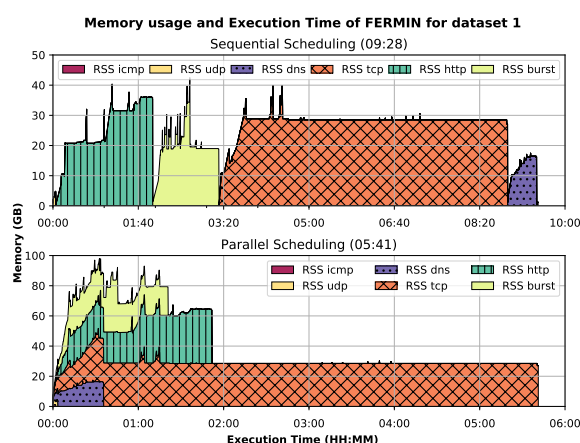 Memory usage and Execution Time of FERMIN for dataset 1
Sequential Scheduling (09:28)
50
RSS icmp RSS udp RSS dns RSS tcp RSS http RSS burst
40
30
20
10
0
00:00 01:40 03:20 05:00 06:40 08:20 10:00
Memory (GB)
Parallel Scheduling (05:41)
100
RSS icmp RSS dns RSS http
RSS udp RSS tcp RSS burst
80
60
40
20
0
00:00 01:00 02:00 03:00 04:00 05:00 06:00
Execution Time (HH:MM)